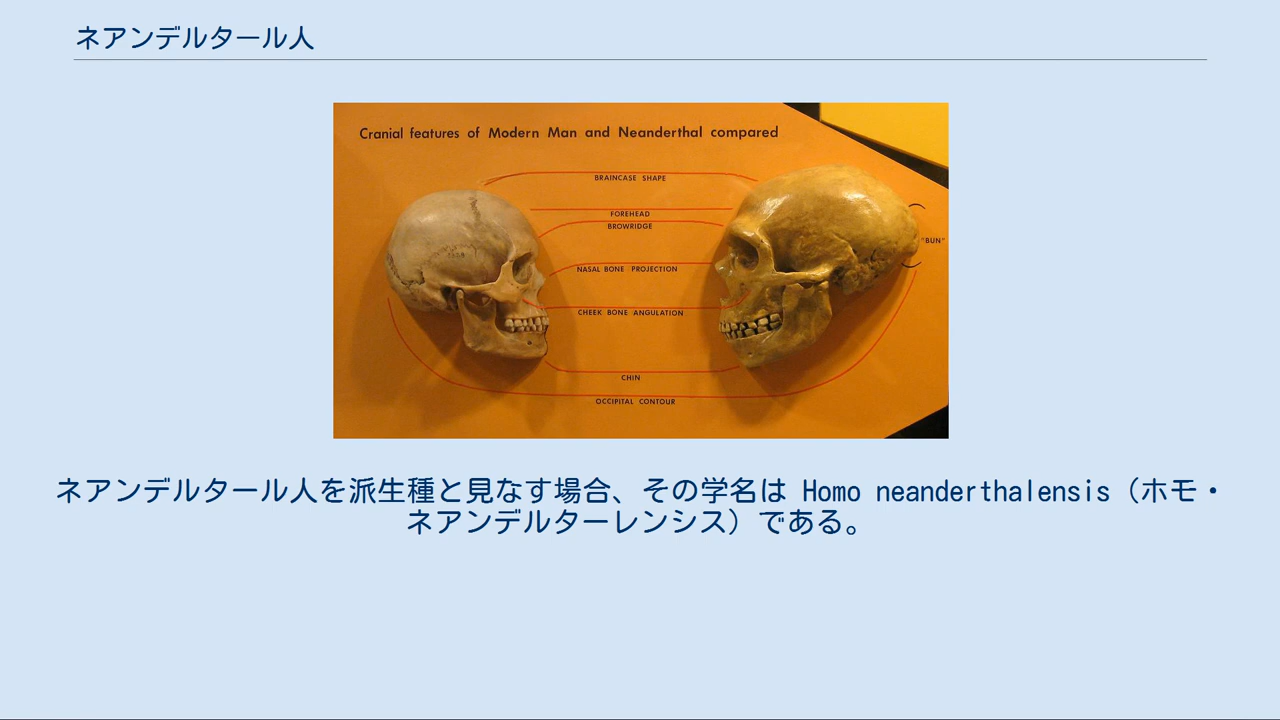 ネアンデルタール人
Cranial features of Modern Man and Neanderthal compared
BRAINCASE SHAPE
FOREHEAD
BROWRIDGE
"BUN"
NASAL BONE PROJECTION
CHEEK BONE ANGULATION
CHIN
OCCIPITAL CONTOUR
ネアンデルタール人を派生種と見なす場合、その学名は Homo neanderthalensis（ホモ・
ネアンデルターレンシス）である。